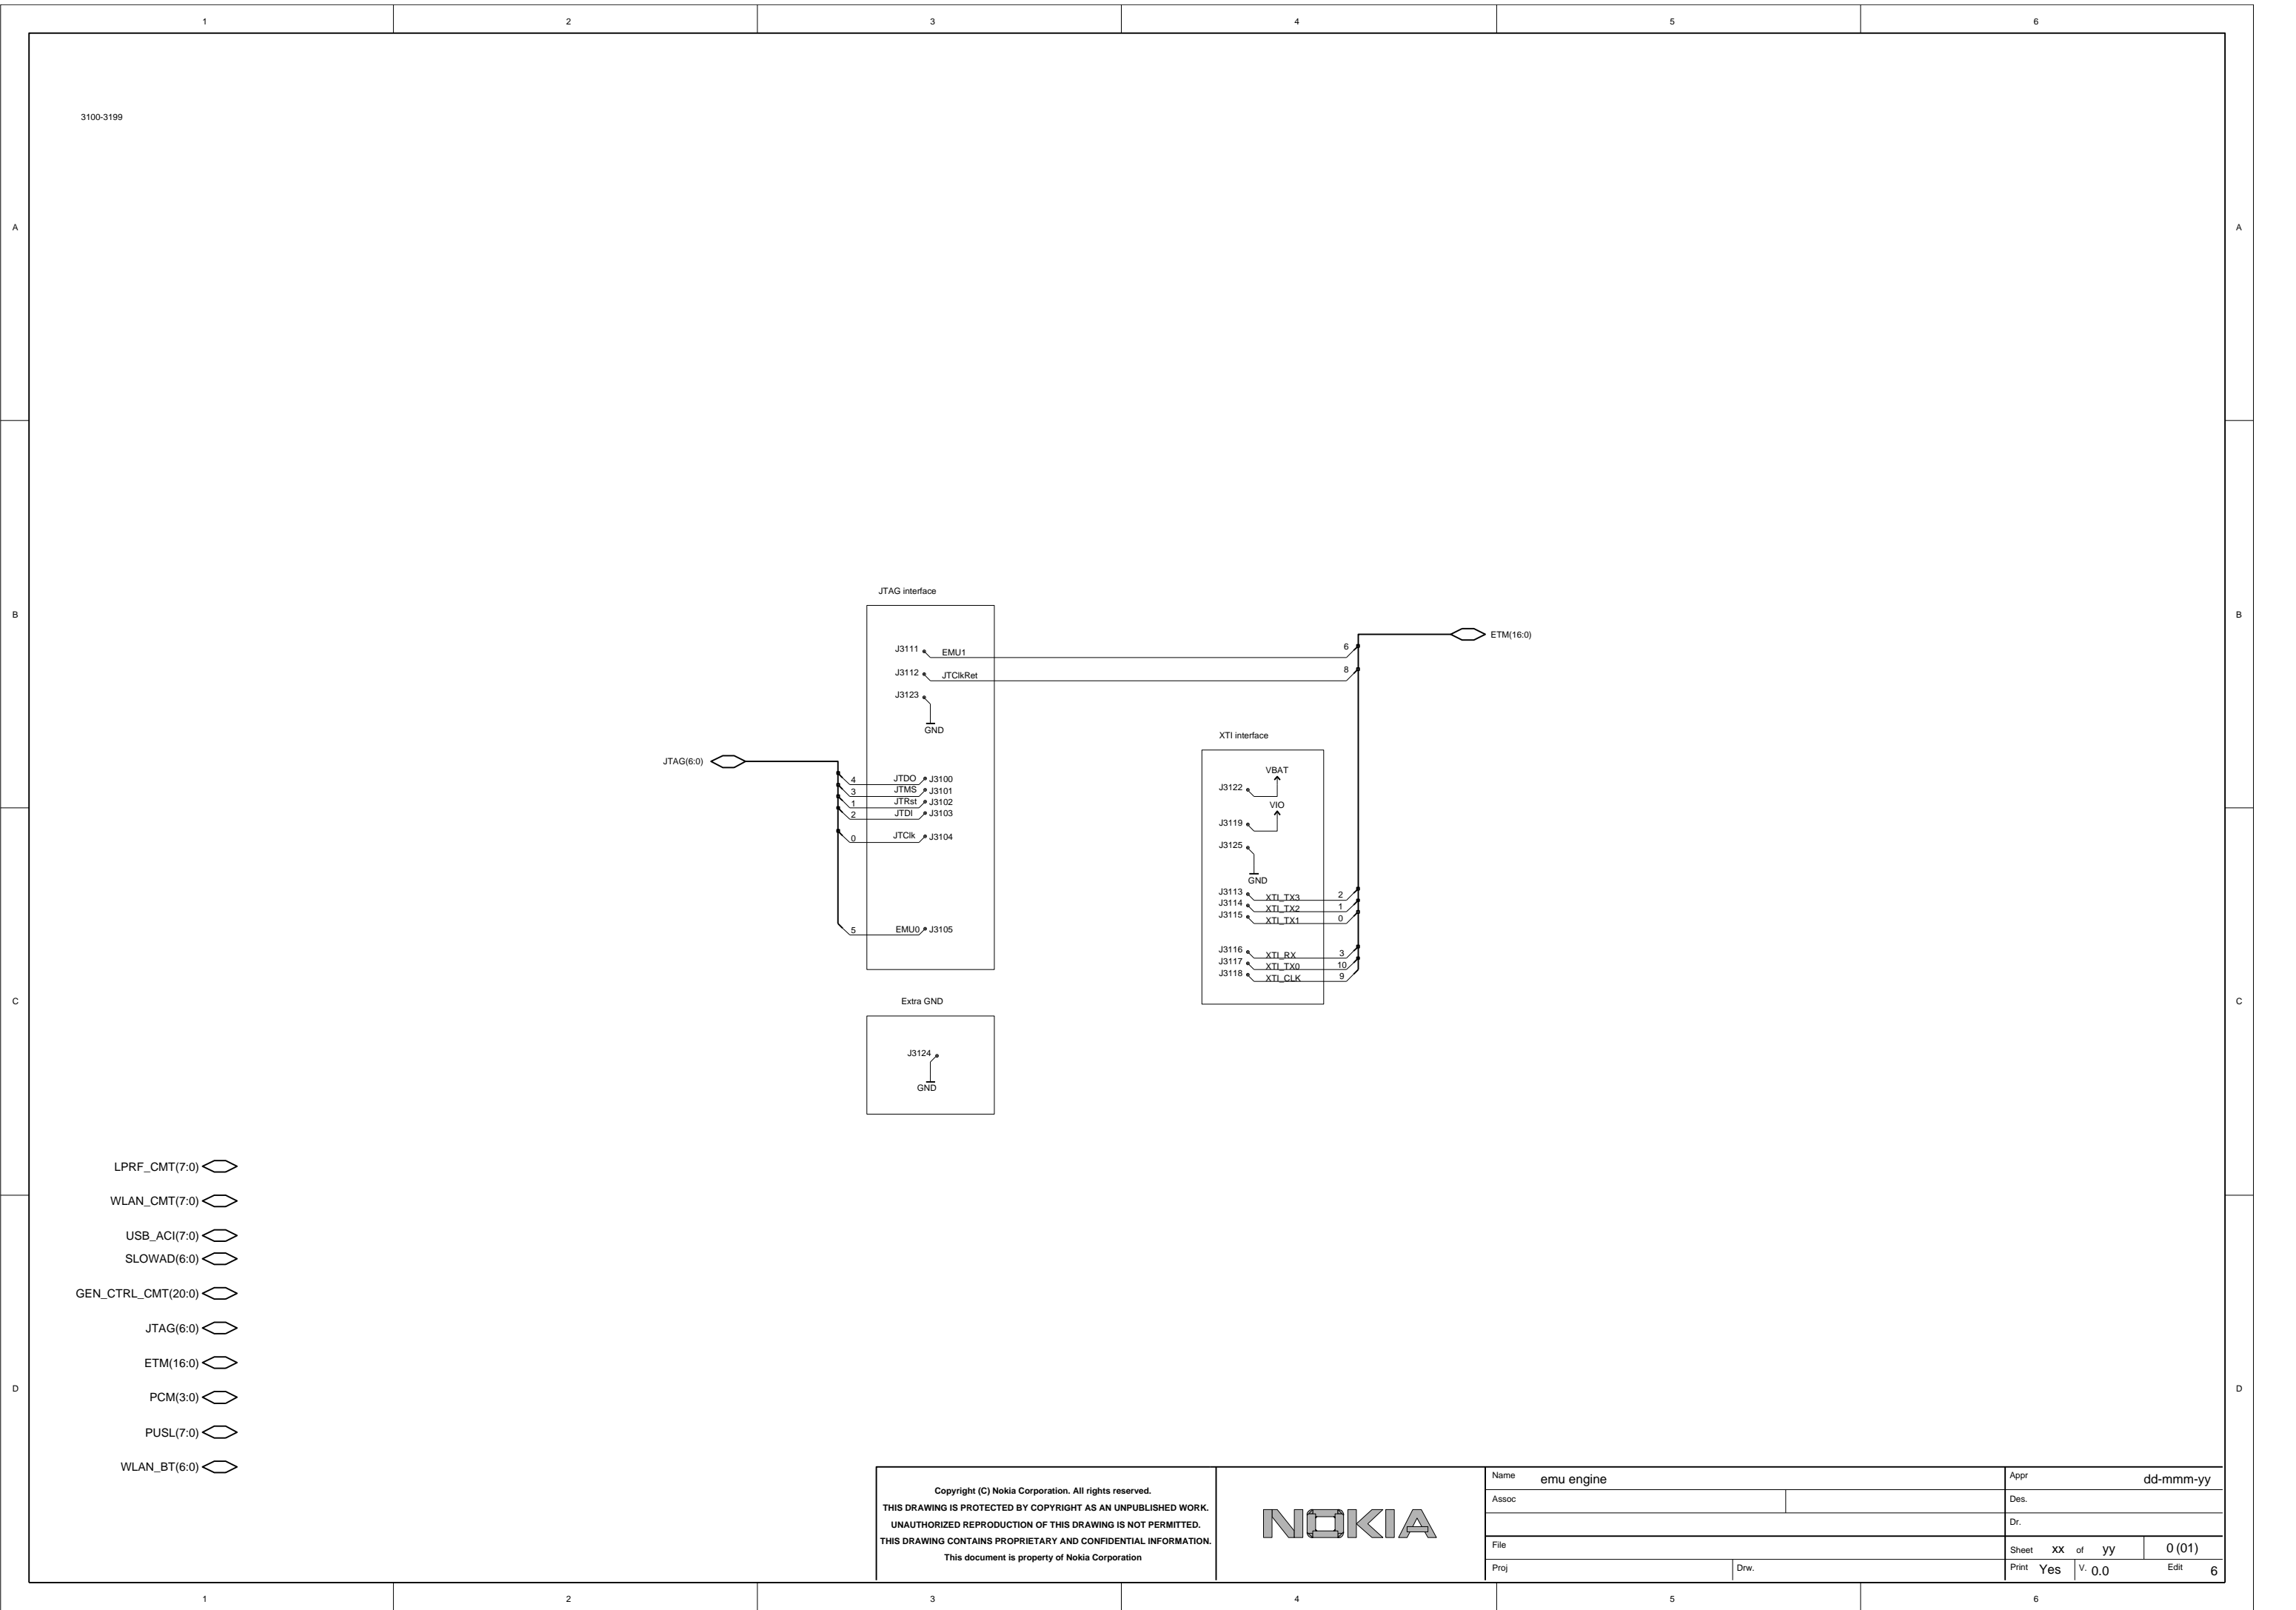 1 2 3 4 5 6
3100-3199
A A
B B
JTAG interface
J3111 EMU1 6
J3112 JTClkRet 8
J3123
GND
ETM(16:0)
JTAG(6:0)
4 JTDO J3100
3 JTMS J3101
1 JTRst J3102
2 JTDI J3103
0 JTClk J3104
5 EMU0 J3105
XTI interface
VBAT
J3122
VIO
J3119
J3125
GND
J3113 XTI_TX3 2
J3114 XTI_TX2 1
J3115 XTI_TX1 0
J3116 XTI_RX 3
J3117 XTI_TX0 10
J3118 XTI_CLK 9
C C
Extra GND
J3124
GND
LPRF_CMT(7:0)
WLAN_CMT(7:0)
USB_ACI(7:0)
SLOWAD(6:0)
GEN_CTRL_CMT(20:0)
JTAG(6:0)
ETM(16:0)
PCM(3:0)
PUSL(7:0)
WLAN_BT(6:0)
D D
Copyright (C) Nokia Corporation. All rights reserved.
THIS DRAWING IS PROTECTED BY COPYRIGHT AS AN UNPUBLISHED WORK.
UNAUTHORIZED REPRODUCTION OF THIS DRAWING IS NOT PERMITTED.
THIS DRAWING CONTAINS PROPRIETARY AND CONFIDENTIAL INFORMATION.
This document is property of Nokia Corporation
NOKIA
Name emu engine Appr dd-mmm-yy
Assoc Des.
Dr.
File Sheet xx of yy 0 (01)
Proj Drw. Print Yes V. 0.0 Edit 6
1 2 3 4 5 6